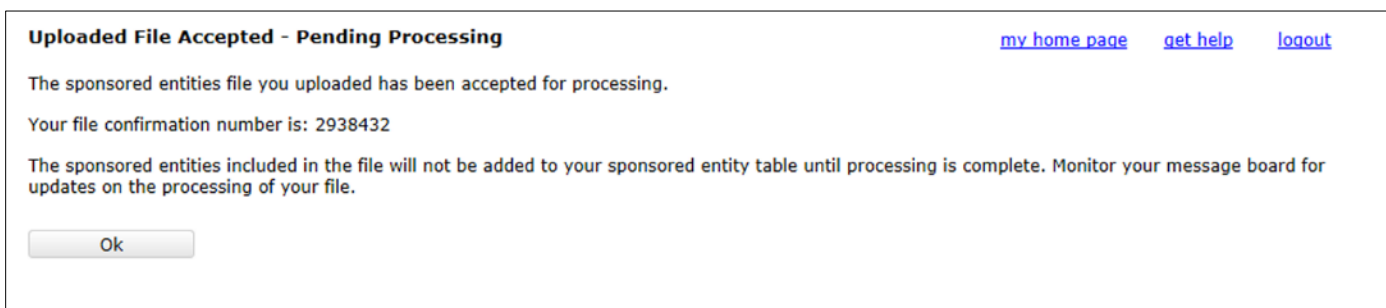 Uploaded File Accepted - Pending Processing
my home page get help logout
The sponsored entities file you uploaded has been accepted for processing.
Your file confirmation number is: 2938432
The sponsored entities included in the file will not be added to your sponsored entity table until processing is complete. Monitor your message board for
updates on the processing of your file.
Ok